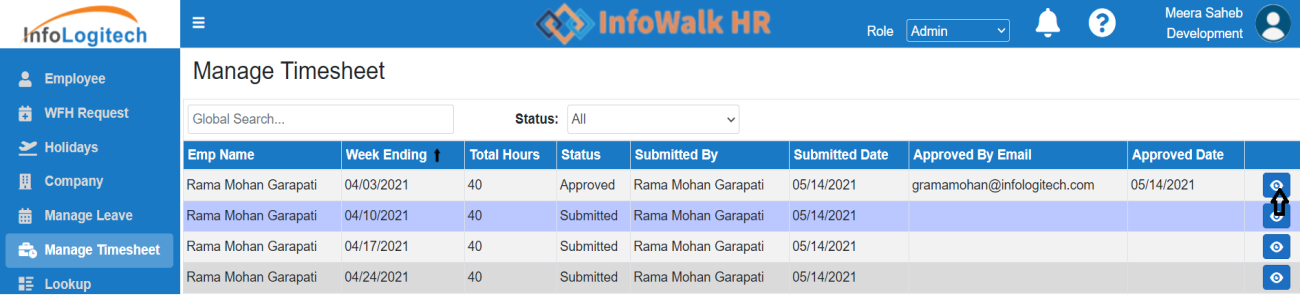 InfoLogitech
InfoWalk HR
Role Admin
Meera Saheb
Development
Employee
WFH Request
Holidays
Company
Manage Leave
Manage Timesheet
Lookup
Manage Timesheet
Global Search... Status: All
Emp Name Week Ending Total Hours Status Submitted By Submitted Date Approved By Email Approved Date
Rama Mohan Garapati 04/03/2021 40 Approved Rama Mohan Garapati 05/14/2021 gramamohan@infologitech.com 05/14/2021
Rama Mohan Garapati 04/10/2021 40 Submitted Rama Mohan Garapati 05/14/2021
Rama Mohan Garapati 04/17/2021 40 Submitted Rama Mohan Garapati 05/14/2021
Rama Mohan Garapati 04/24/2021 40 Submitted Rama Mohan Garapati 05/14/2021